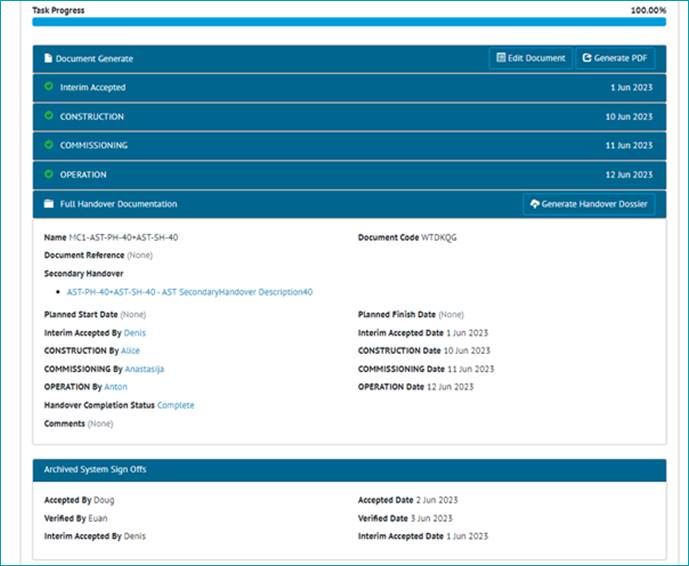 Task Progress 100.00%
Document Generate Edit Document Generate PDF
Interim Accepted 1 Jun 2023
CONSTRUCTION 10 Jun 2023
COMMISSIONING 11 Jun 2023
OPERATION 12 Jun 2023
Full Handover Documentation Generate Handover Dossier
Name MC1-AST-PH-40+AST-SH-40 Document Code WTDKQG
Document Reference (None)
Secondary Handover
• AST-PH-40+AST-SH-40 - AST SecondaryHandover Description40
Planned Start Date (None) Planned Finish Date (None)
Interim Accepted By Denis Interim Accepted Date 1 Jun 2023
CONSTRUCTION By Alice CONSTRUCTION Date 10 Jun 2023
COMMISSIONING By Anastasija COMMISSIONING Date 11 Jun 2023
OPERATION By Anton OPERATION Date 12 Jun 2023
Handover Completion Status Complete
Comments (None)
Archived System Sign Offs
Accepted By Doug Accepted Date 2 Jun 2023
Verified By Euan Verified Date 3 Jun 2023
Interim Accepted By Denis Interim Accepted Date 1 Jun 2023